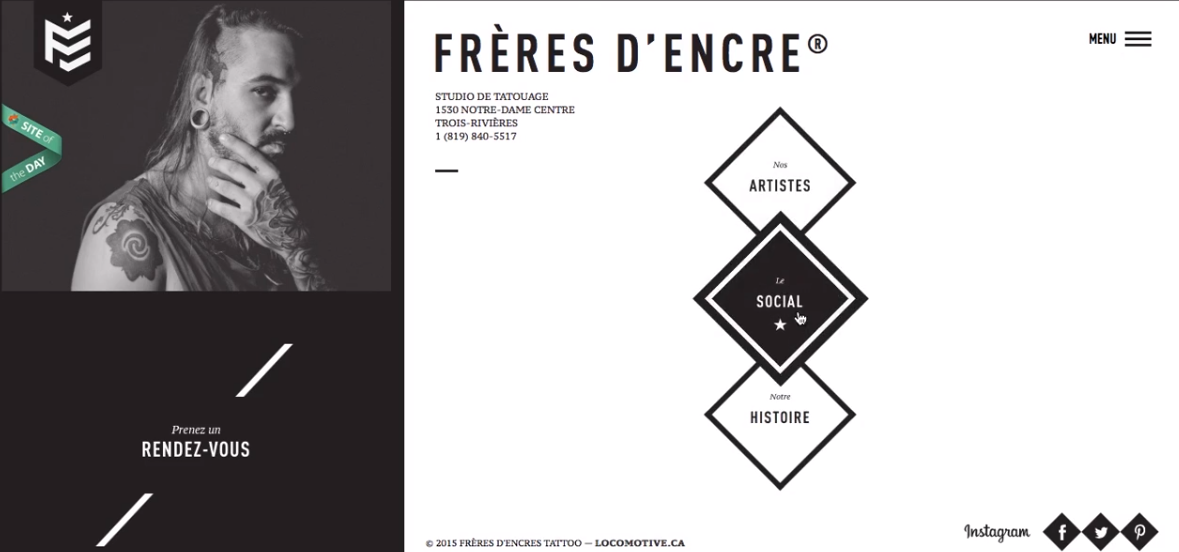 SITE of
the DAY
Prenez un
RENDEZ-VOUS
FRÈRES D'ENCRE®
STUDIO DE TATOUAGE
1530 NOTRE-DAME CENTRE
TROIS-RIVIÈRES
1 (819) 840-5517
MENU
Nos
ARTISTES
Le
SOCIAL
Notre
HISTOIRE
© 2015 FRÈRES D'ENCRES TATTOO — LOCOMOTIVE.CA
Instagram